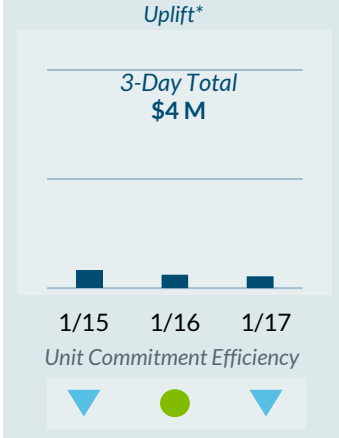 Uplift*
3-Day Total
$4 M
1/15 1/16 1/17
Unit Commitment Efficiency